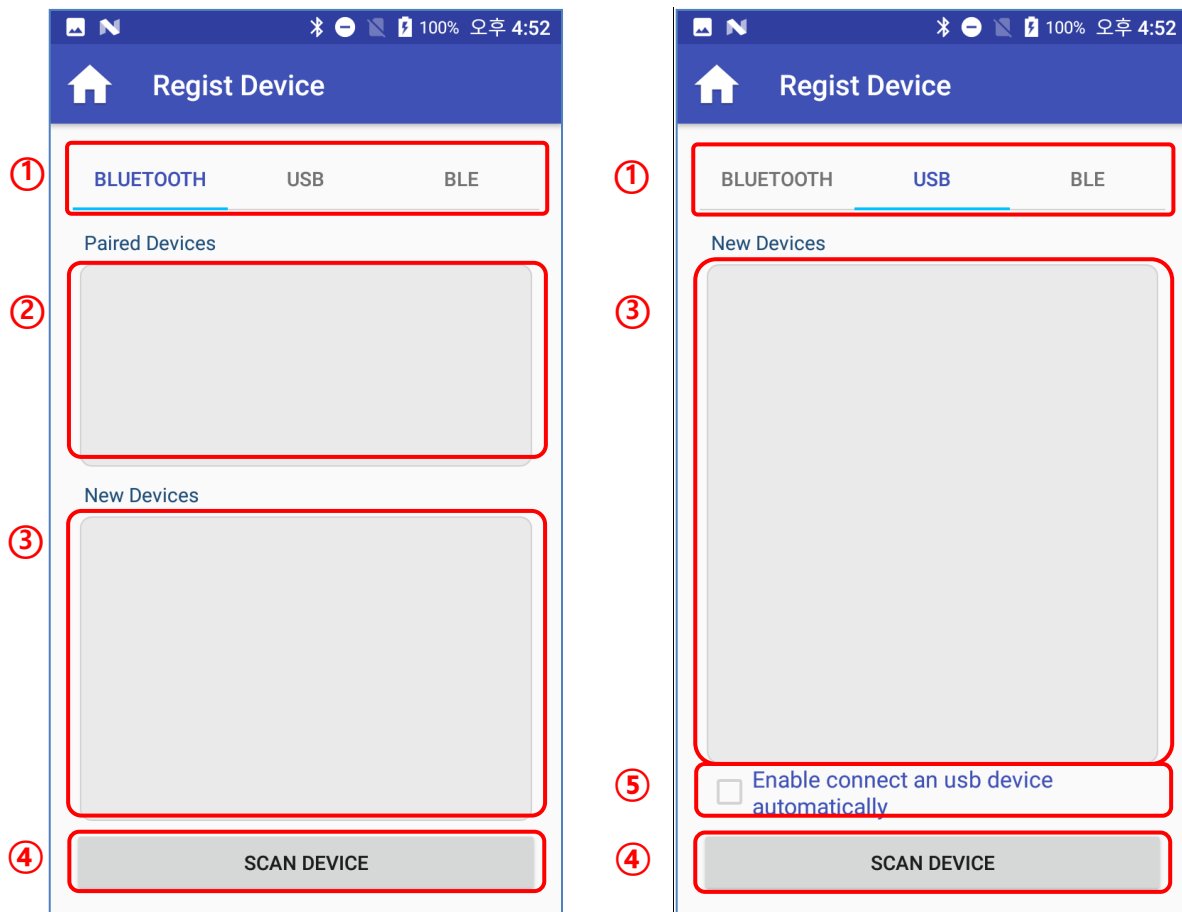 100% 오후 4:52
Regist Device
① BLUETOOTH USB BLE
Paired Devices
②
New Devices
③
④ SCAN DEVICE
100% 오후 4:52
Regist Device
① BLUETOOTH USB BLE
New Devices
③
⑤ Enable connect an usb device
automatically
④ SCAN DEVICE